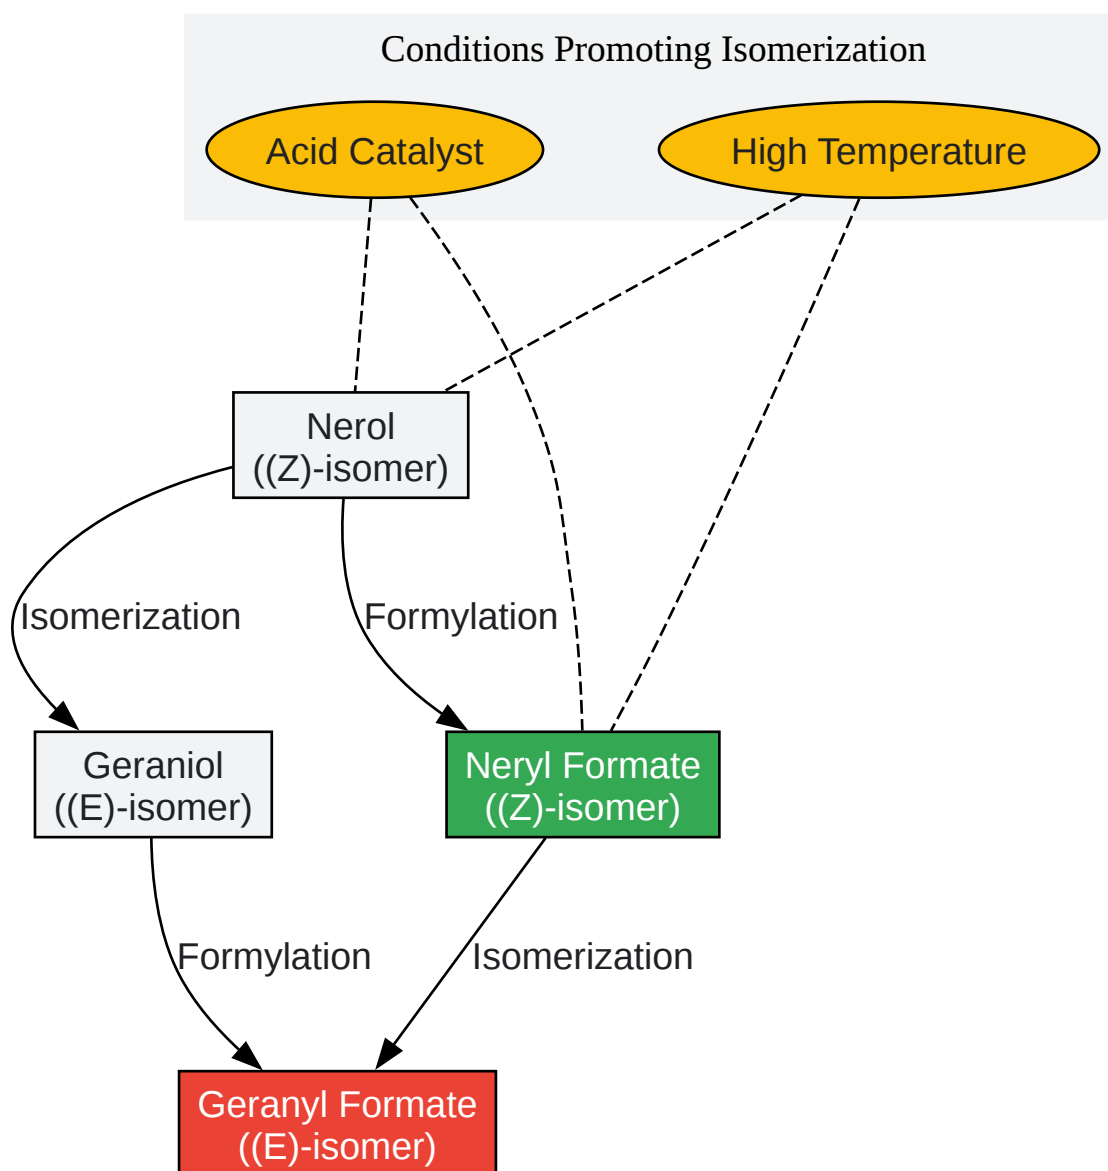 Conditions Promoting Isomerization
Acid Catalyst
High Temperature
Nerol
((Z)-isomer)
Isomerization
Formylation
Geraniol
((E)-isomer)
Neryl Formate
((Z)-isomer)
Formylation
Isomerization
Geranyl Formate
((E)-isomer)